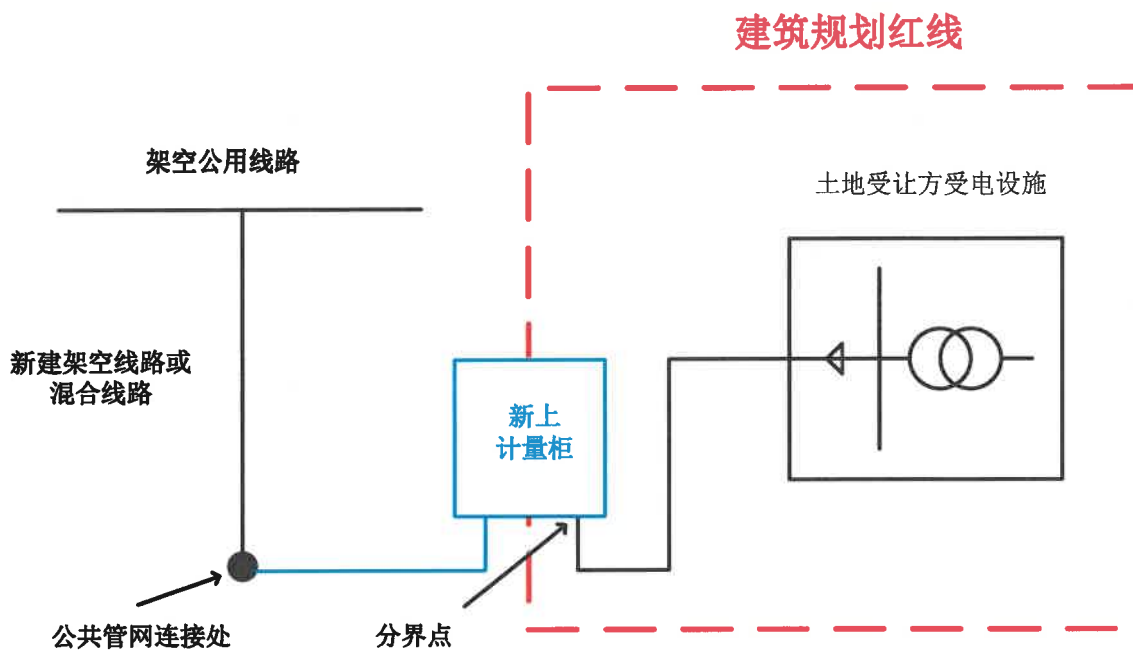 建筑规划红线
架空公用线路
土地受让方受电设施
新建架空线路或
混合线路
新上
计量柜
公共管网连接处
分界点